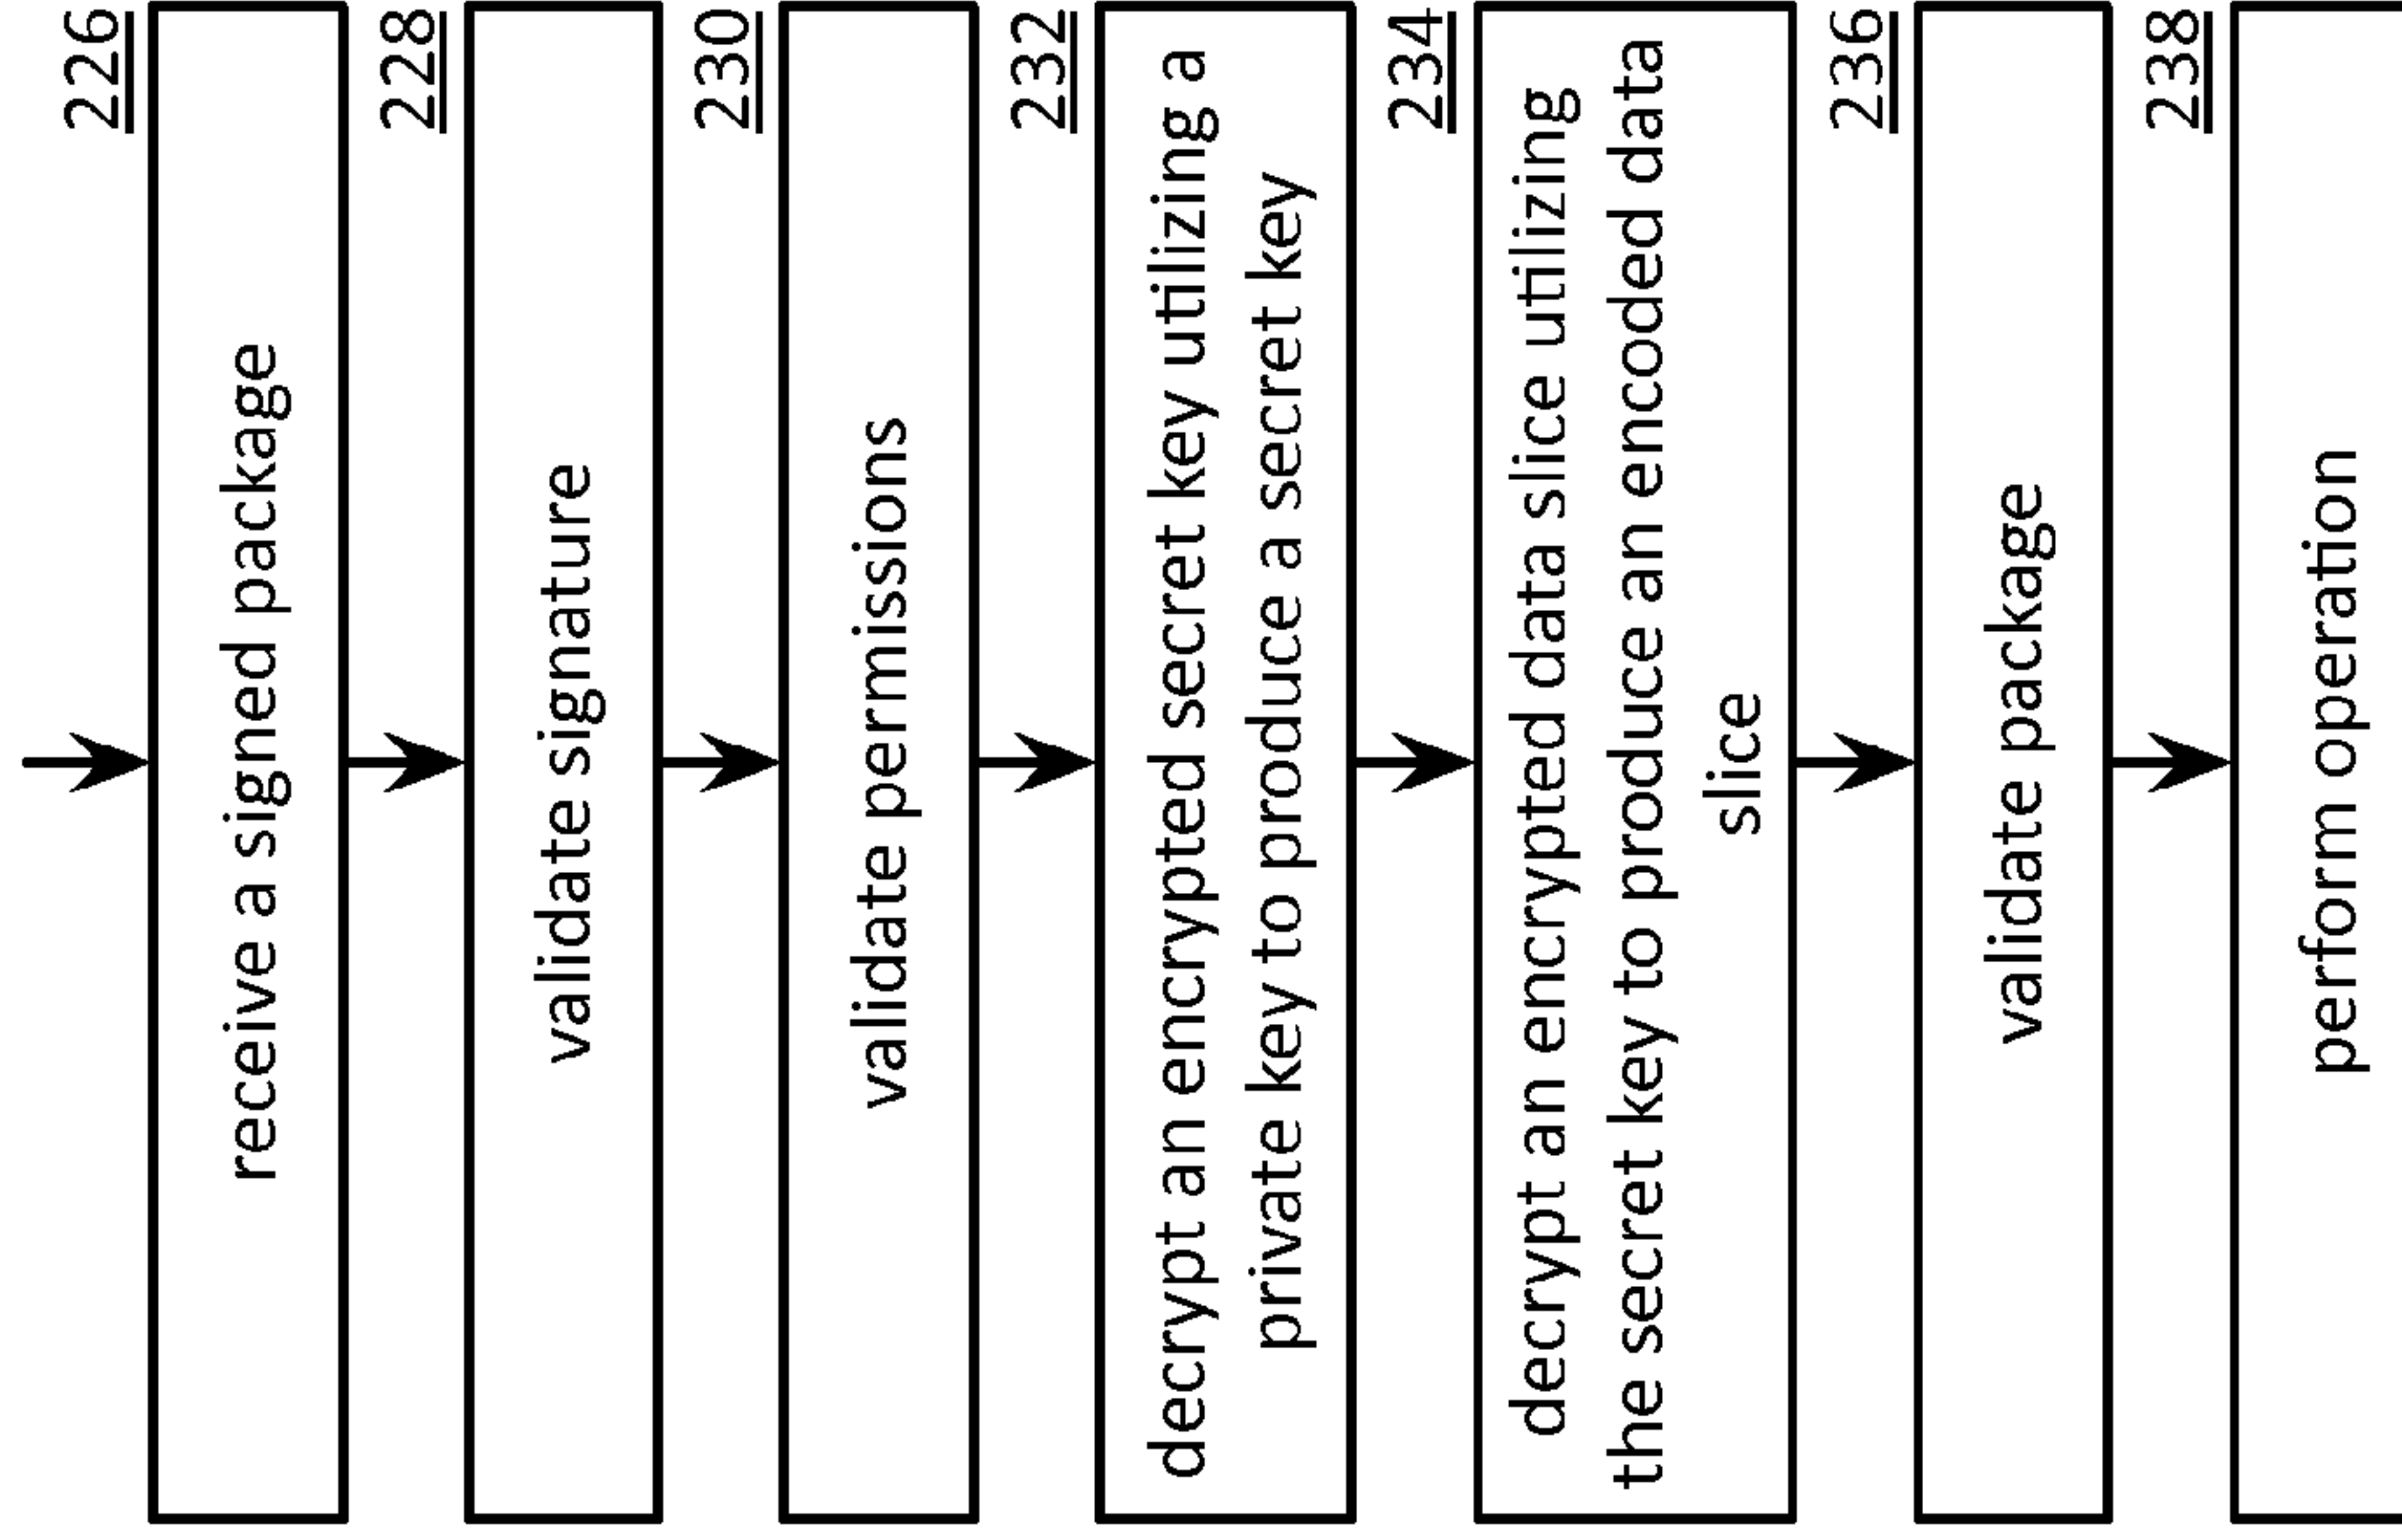 226
receive a signed package
228
validate signature
230
validate permissions
232
decrypt an encrypted secret key utilizing a
private key to produce a secret key
234
decrypt an encrypted data slice utilizing
the secret key to produce an encoded data
slice
236
validate package
238
perform operation